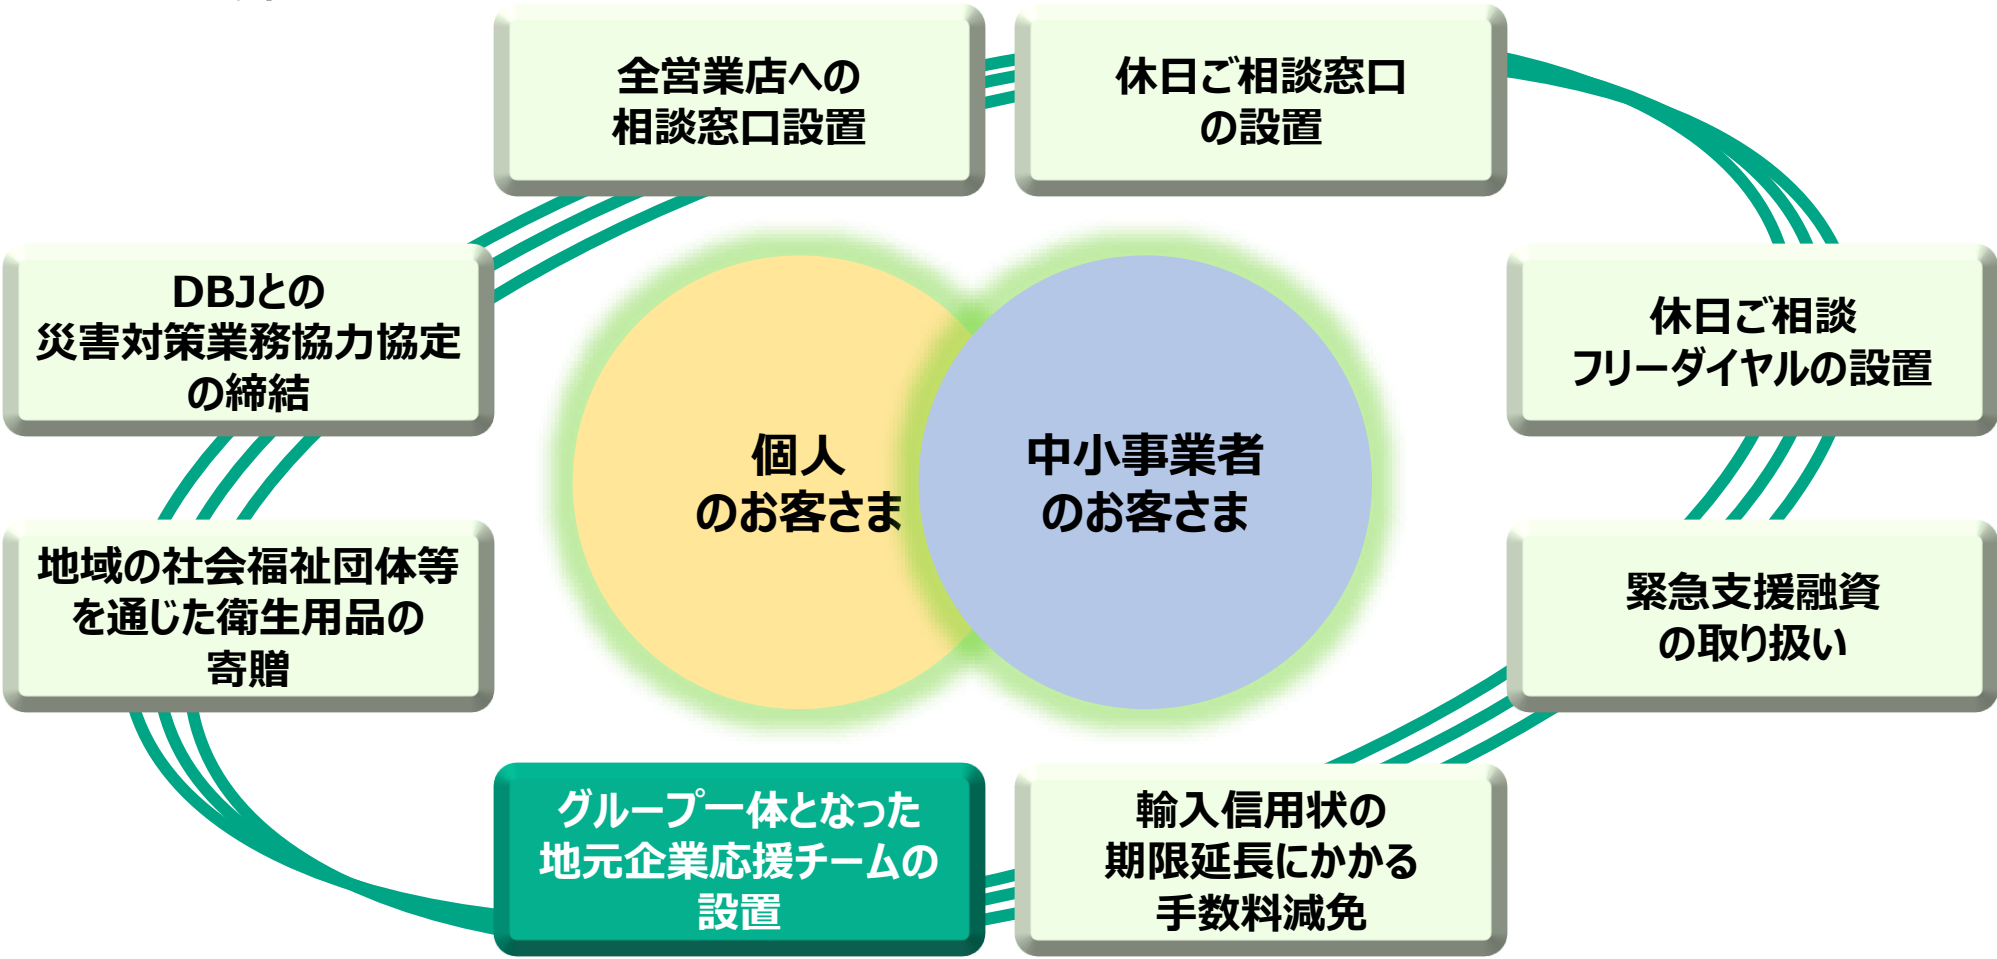 全営業店への
相談窓口設置
休日ご相談窓口
の設置
DBJとの
災害対策業務協力協定
の締結
休日ご相談
フリーダイヤルの設置
個人
のお客さま
中小事業者
のお客さま
地域の社会福祉団体等
を通じた衛生用品の
寄贈
緊急支援融資
の取り扱い
グループ一体となった
地元企業応援チームの
設置
輸入信用状の
期限延長にかかる
手数料減免